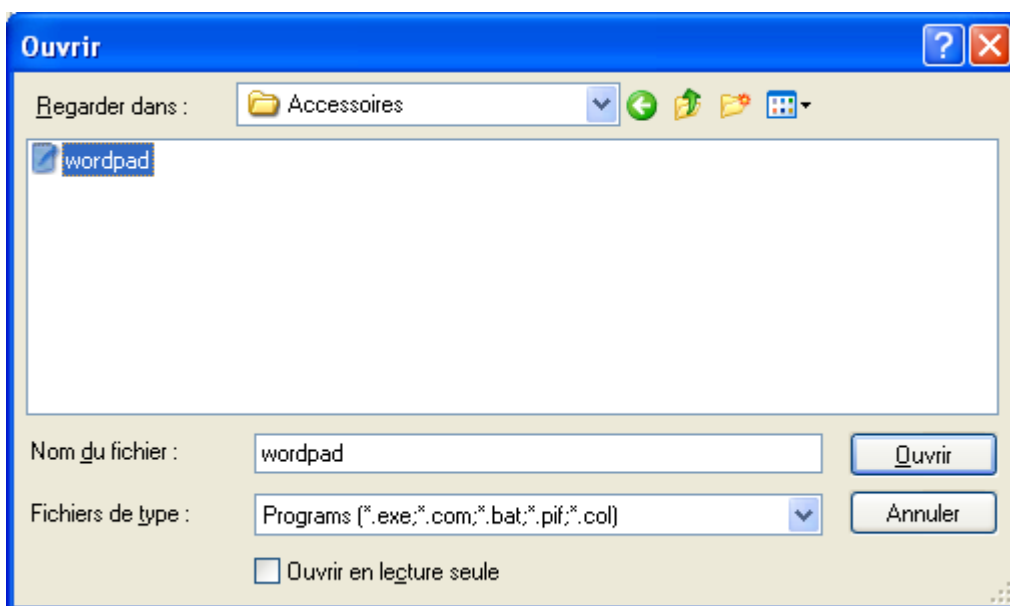 Ouvrir
Regarder dans : Accessoires
wordpad
Nom du fichier : wordpad Ouvrir
Fichiers de type : Programs (*.exe;*.com;*.bat;*.pif;*.col) Annuler
Ouvrir en lecture seule